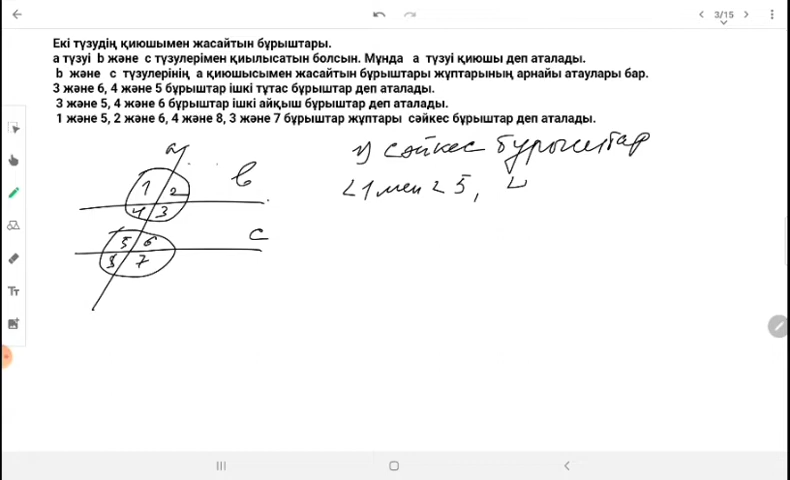 3/15
Екі түзудің қиюшымен жасайтын бұрыштары.
а түзуі b және с түзулерімен қиылысатын болсын. Мұнда а түзуі қиюшы деп аталады.
b және с түзулерінің а қиюшысымен жасайтын бұрыштары жұптарының арнайы атаулары бар.
3 және 6, 4 және 5 бұрыштар ішкі тұтас бұрыштар деп аталады.
3 және 5, 4 және 6 бұрыштар ішкі айқыш бұрыштар деп аталады.
1 және 5, 2 және 6, 4 және 8, 3 және 7 бұрыштар жұптары сәйкес бұрыштар деп аталады.
a
1) сәйкес бұрыштар
1 2 b
∠1 мен ∠5, ∠
4 3
5 6 c
8 7
Тт